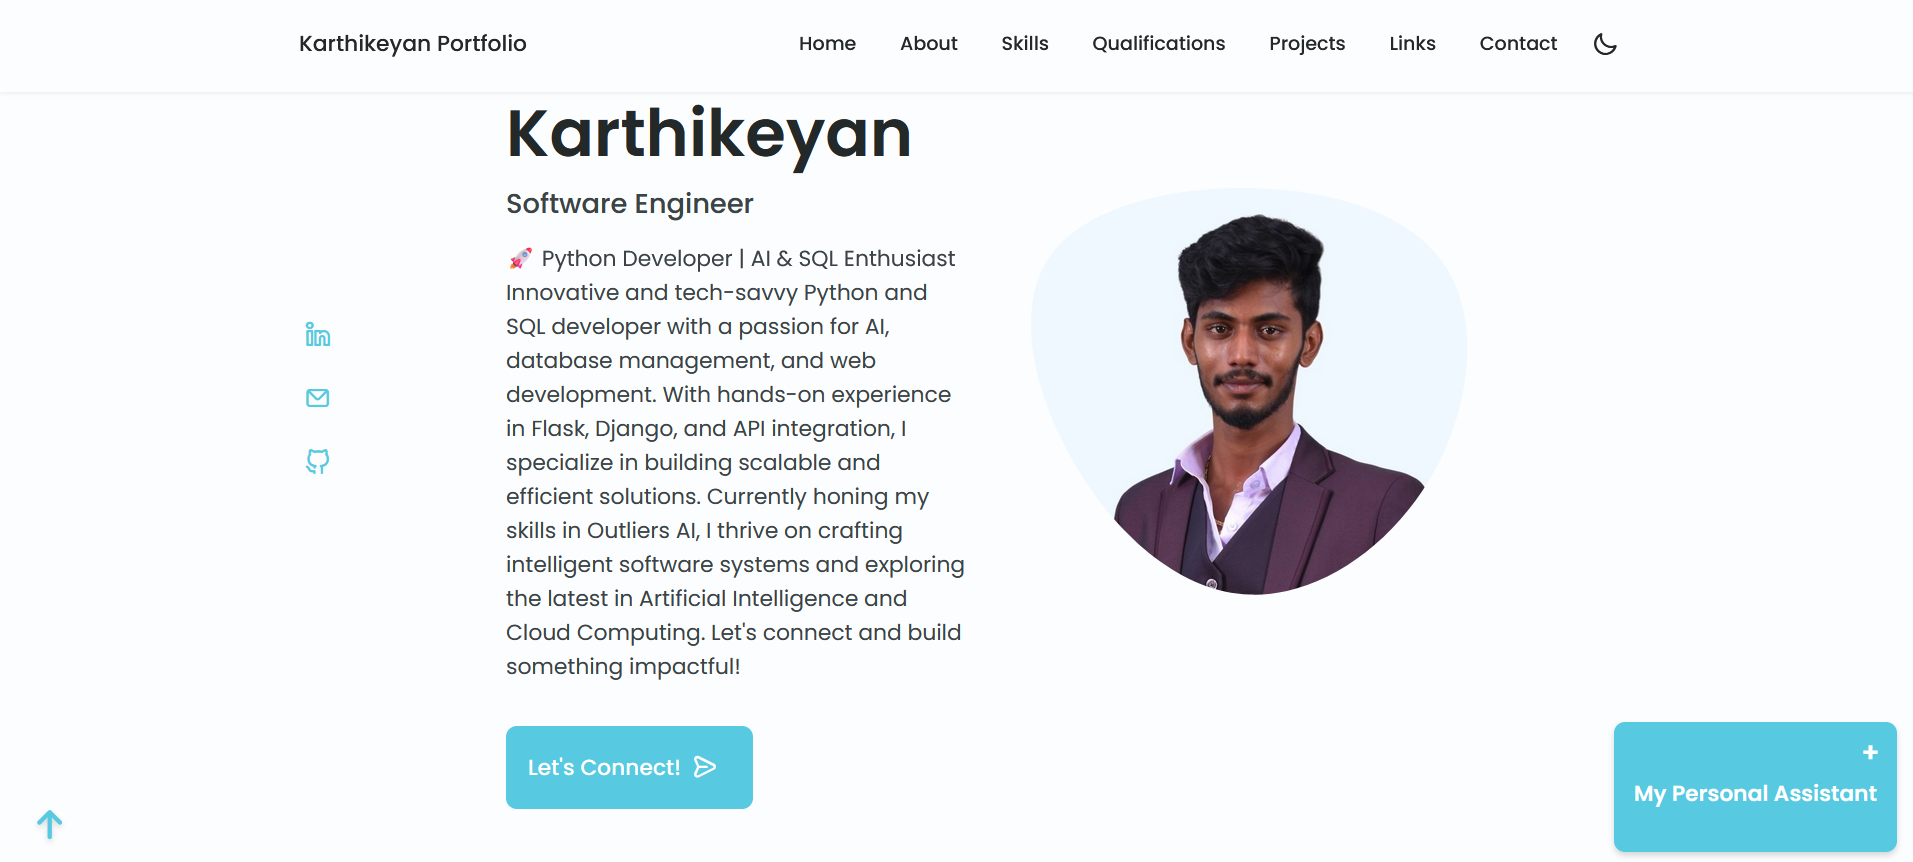 Karthikeyan Portfolio
Home
About
Skills
Qualifications
Projects
Links
Contact
Karthikeyan
Software Engineer
🚀 Python Developer | AI & SQL Enthusiast
Innovative and tech-savvy Python and
SQL developer with a passion for AI,
database management, and web
development. With hands-on experience
in Flask, Django, and API integration, I
specialize in building scalable and
efficient solutions. Currently honing my
skills in Outliers AI, I thrive on crafting
intelligent software systems and exploring
the latest in Artificial Intelligence and
Cloud Computing. Let's connect and build
something impactful!
Let's Connect!
+
My Personal Assistant